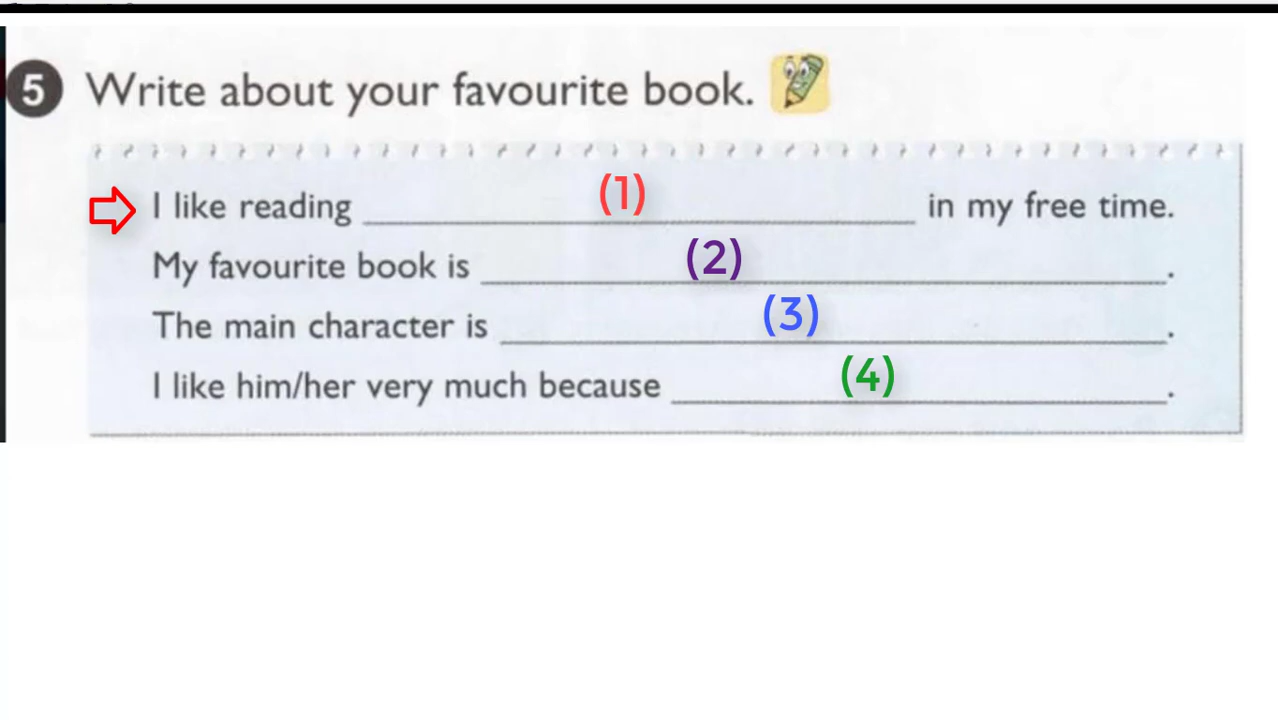 5 Write about your favourite book.
I like reading (1) in my free time.
My favourite book is (2).
The main character is (3).
I like him/her very much because (4).